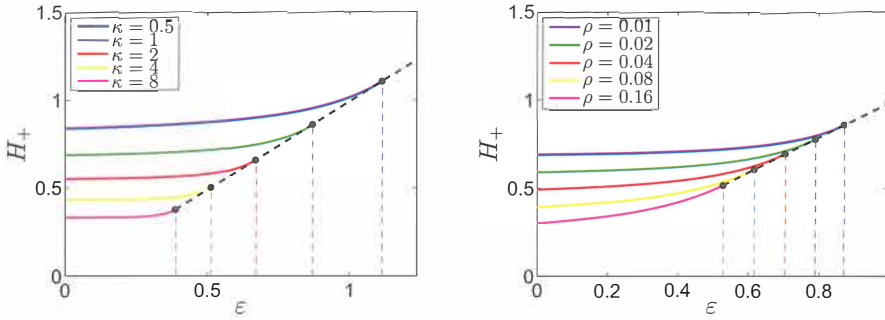 1.5
κ = 0.5
κ = 1
κ = 2
κ = 4
κ = 8
1
H₊
0.5
0
0
0.5
1
ε
1.5
ρ = 0.01
ρ = 0.02
ρ = 0.04
ρ = 0.08
ρ = 0.16
1
H₊
0.5
0
0
0.2
0.4
0.6
0.8
ε